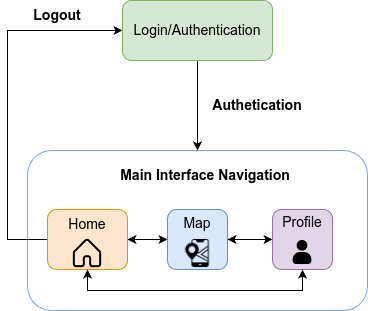 Logout
Login/Authentication
Authetication
Main Interface Navigation
Home
Map
Profile